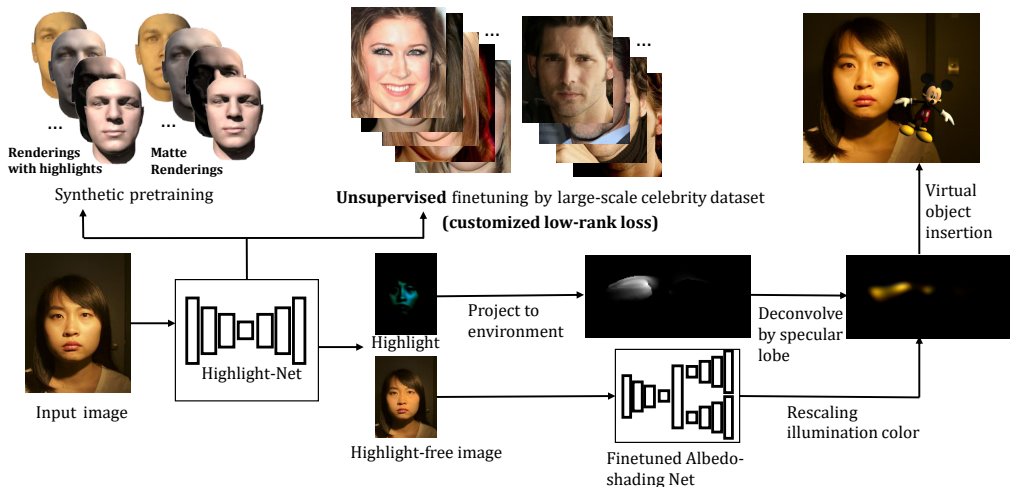 ...
...
Renderings
with highlights
Matte
Renderings
Synthetic pretraining
...
...
Unsupervised finetuning by large-scale celebrity dataset
(customized low-rank loss)
Virtual
object
insertion
Input image
Highlight-Net
Highlight
Project to
environment
Deconvolve
by specular
lobe
Highlight-free image
Finetuned Albedo-
shading Net
Rescaling
illumination color